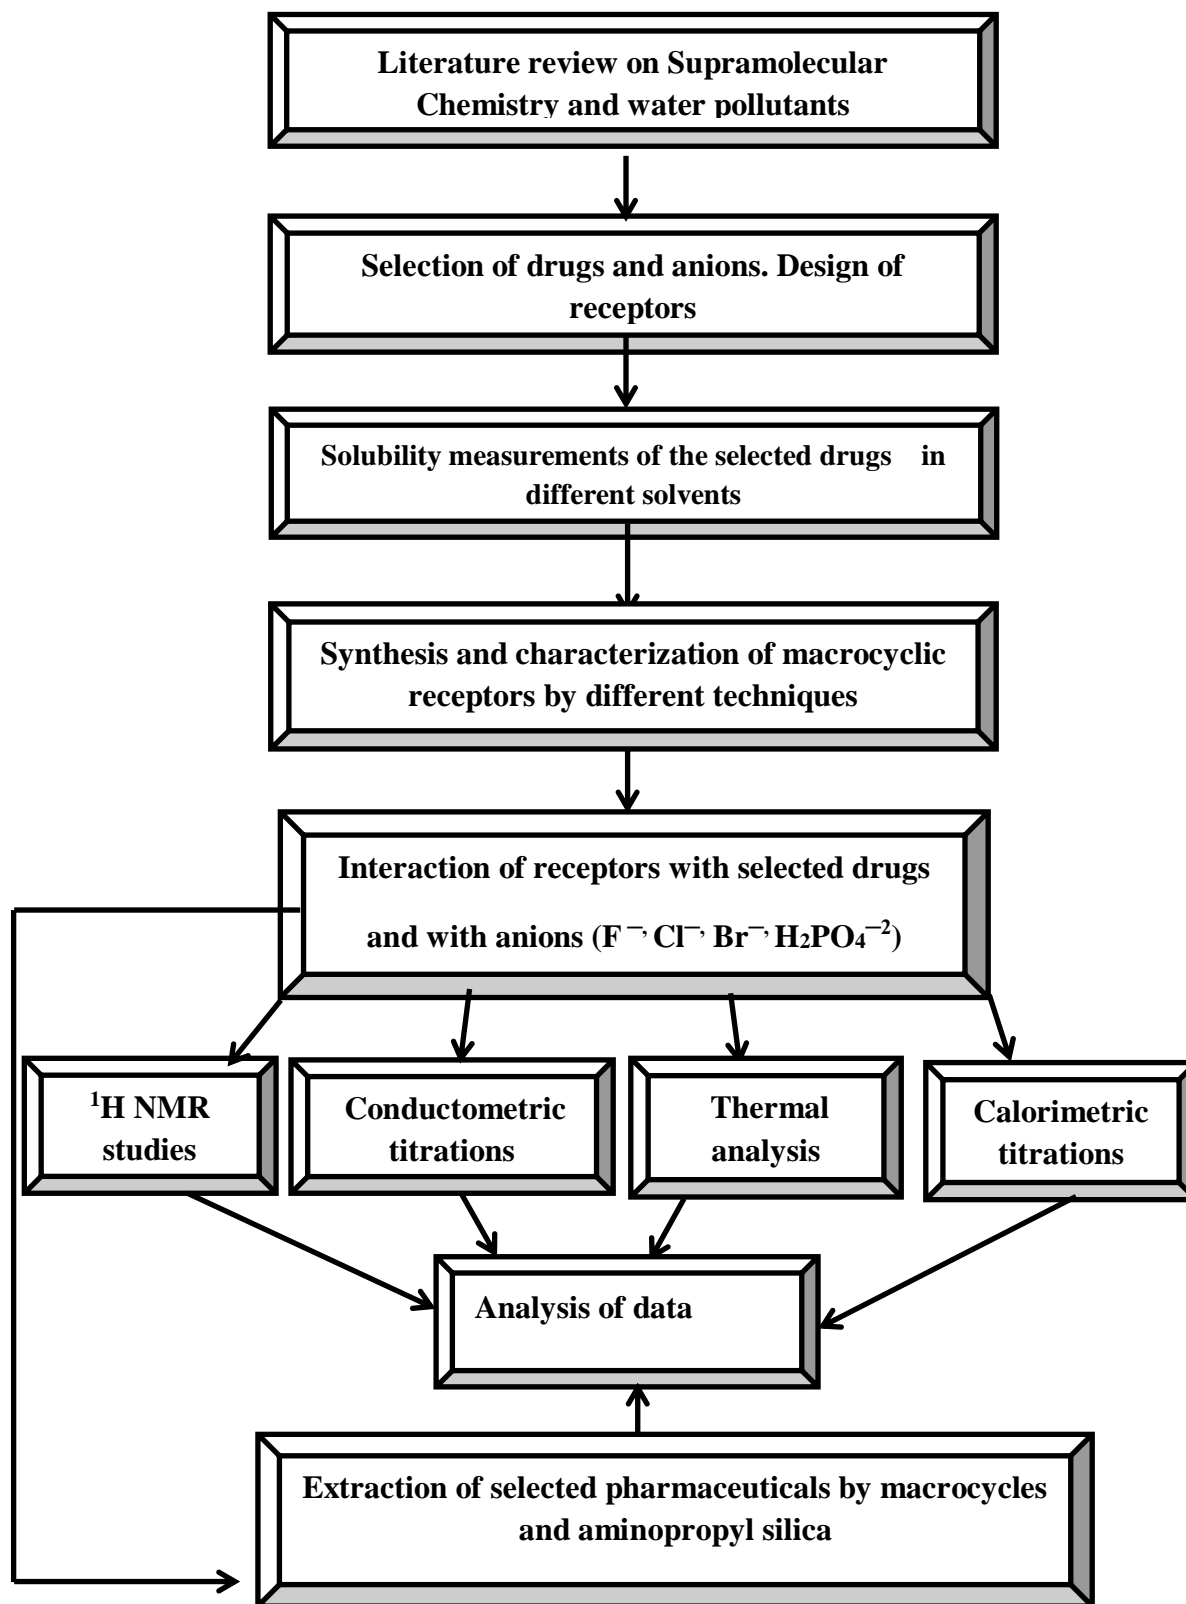 Literature review on Supramolecular
Chemistry and water pollutants
Selection of drugs and anions. Design of
receptors
Solubility measurements of the selected drugs in
different solvents
Synthesis and characterization of macrocyclic
receptors by different techniques
Interaction of receptors with selected drugs
and with anions (F⁻, Cl⁻, Br⁻, H₂PO₄⁻²)
¹H NMR
studies
Conductometric
titrations
Thermal
analysis
Calorimetric
titrations
Analysis of data
Extraction of selected pharmaceuticals by macrocycles
and aminopropyl silica